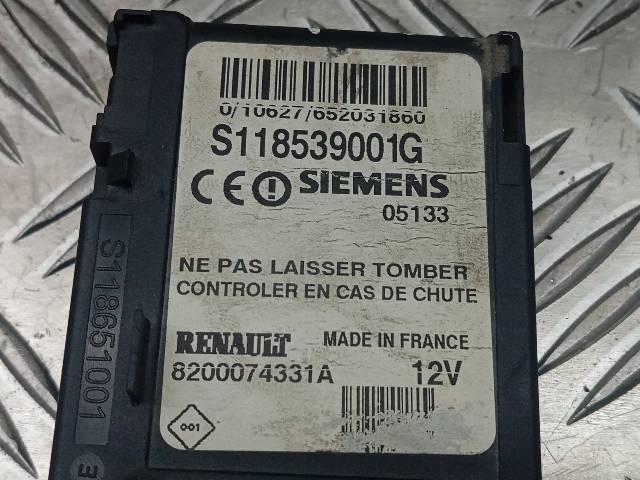 0/10627/652031860
S118539001G
CE SIEMENS
05133
NE PAS LAISSER TOMBER
CONTROLER EN CAS DE CHUTE
RENAULT MADE IN FRANCE
8200074331A 12V
001
S118651001
3